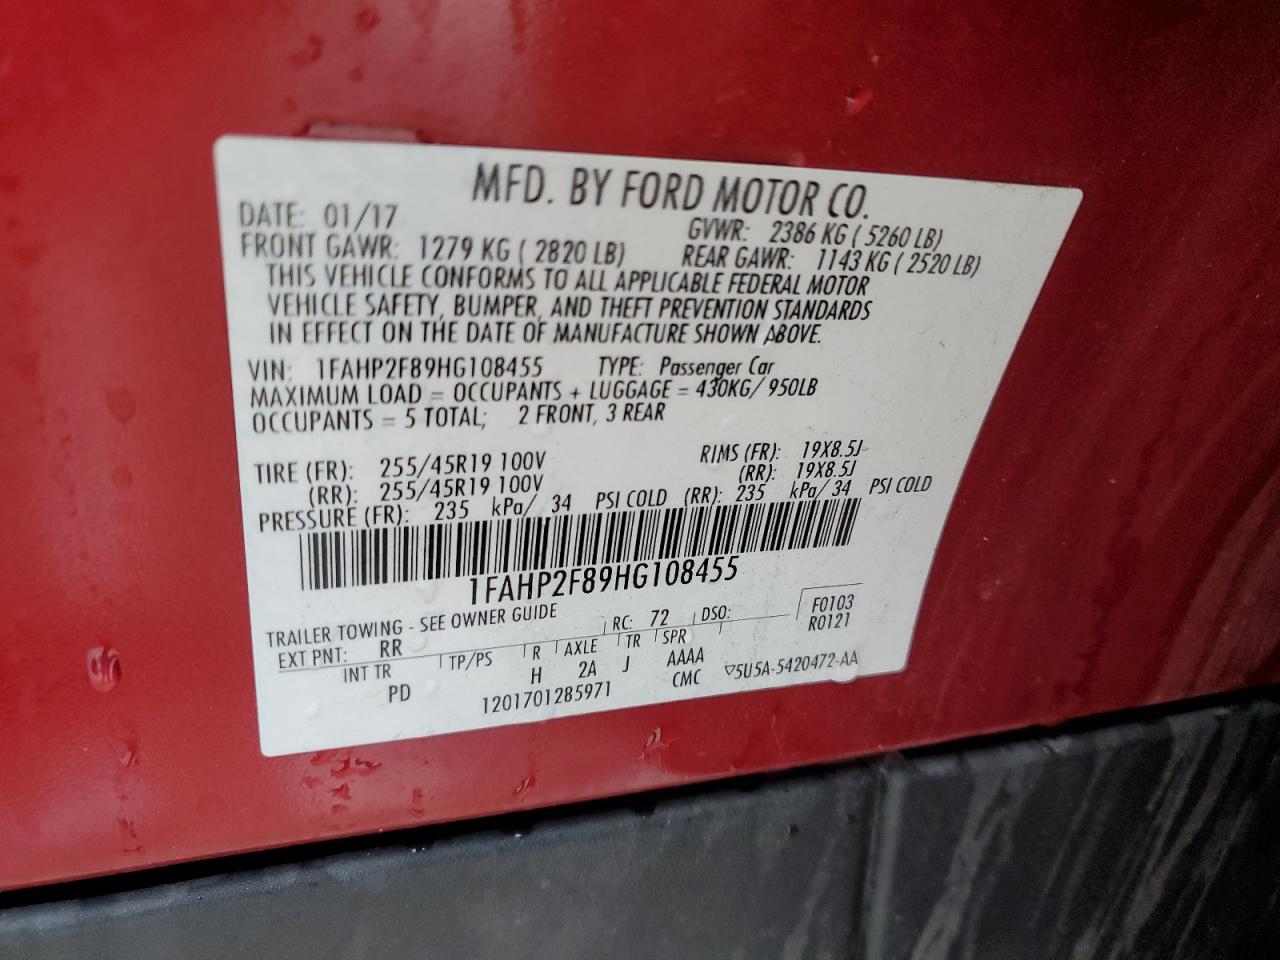 MFD. BY FORD MOTOR CO.
DATE: 01/17 GVWR: 2386 KG ( 5260 LB)
FRONT GAWR: 1279 KG ( 2820 LB) REAR GAWR: 1143 KG ( 2520 LB)
THIS VEHICLE CONFORMS TO ALL APPLICABLE FEDERAL MOTOR
VEHICLE SAFETY, BUMPER, AND THEFT PREVENTION STANDARDS
IN EFFECT ON THE DATE OF MANUFACTURE SHOWN ABOVE.
VIN: 1FAHP2F89HG108455 TYPE: Passenger Car
MAXIMUM LOAD = OCCUPANTS + LUGGAGE = 430KG/ 950LB
OCCUPANTS = 5 TOTAL; 2 FRONT, 3 REAR
TIRE (FR): 255/45R19 100V RIMS (FR): 19X8.5J
(RR): 255/45R19 100V (RR): 19X8.5J
PRESSURE (FR): 235 kPa/ 34 PSI COLD (RR): 235 kPa/ 34 PSI COLD
1FAHP2F89HG108455
TRAILER TOWING - SEE OWNER GUIDE RC: 72 DSO: F0103
EXT PNT: RR R0121
INT TR TP/PS R AXLE TR SPR
PD H 2A J AAAA
1201701285971 CMC ▽5U5A-5420472-AA